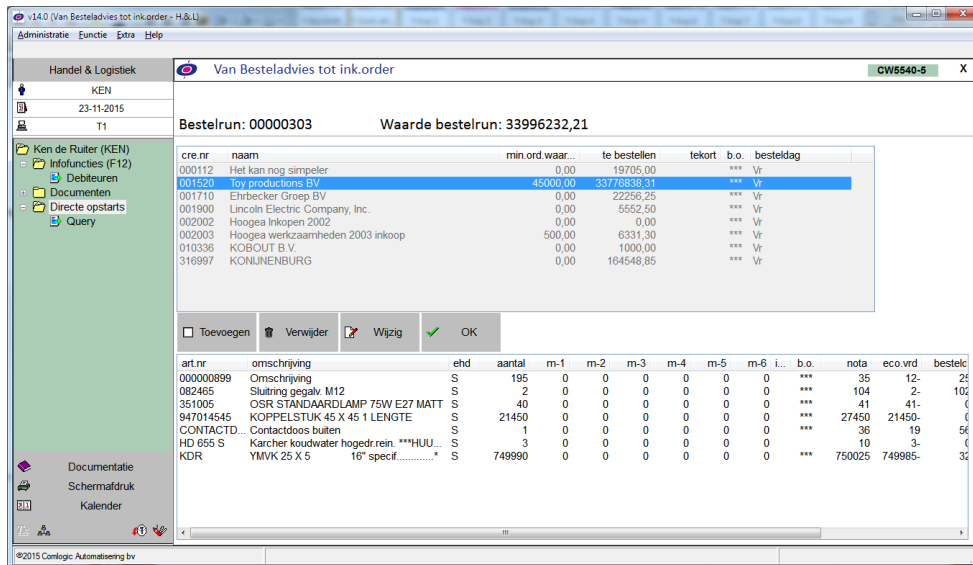 v14.0 (Van Besteladvies tot ink.order - H.&.L)
Administratie Functie Extra Help
Handel & Logistiek
Van Besteladvies tot ink.order
CW5540-5 X
KEN
23-11-2015
T1
Bestelrun: 00000303 Waarde bestelrun: 33996232,21
Ken de Ruiter (KEN)
Infofuncties (F12)
Debiteuren
Documenten
Directe opstarts
Query
cre.nr naam min.ord.waar... te bestellen tekort b.o. besteldag
000112 Het kan nog simpeler 0,00 19705,00 *** Vr
001520 Toy productions BV 45000,00 33776838,31 *** Vr
001710 Ehrbecker Groep BV 0,00 22256,25 *** Vr
001900 Lincoln Electric Company, Inc. 0,00 5552,50 *** Vr
002002 Hoogea Inkopen 2002 0,00 0,00 *** Vr
002003 Hoogea werkzaamheden 2003 inkoop 500,00 6331,30 *** Vr
010336 KOBOUT B.V. 0,00 1000,00 *** Vr
316997 KONIJNENBURG 0,00 164548,85 *** Vr
Toevoegen Verwijder Wijzig OK
art.nr omschrijving ehd aantal m-1 m-2 m-3 m-4 m-5 m-6 i... b.o. nota eco.vrd besteld
000000899 Omschrijving S 195 0 0 0 0 0 0 *** 35 12- 25
082465 Sluitring gegalv. M12 S 2 0 0 0 0 0 0 *** 104 2- 102
351005 OSR STANDAARDLAMP 75W E27 MATT S 40 0 0 0 0 0 0 *** 41 41- 0
947014545 KOPPELSTUK 45 X 45 1 LENGTE S 21450 0 0 0 0 0 0 *** 27450 21450- 0
CONTACTD... Contactdoos buiten S 1 0 0 0 0 0 0 *** 36 19 56
HD 655 S Karcher koudwater hogedr.rein. ***HUU... S 3 0 0 0 0 0 0 10 3- 0
KDR YMVK 25 X 5 16" specif.............* S 749990 0 0 0 0 0 0 *** 750025 749985- 32
Documentatie
Schermafdruk
Kalender
©2015 Comlogic Automatisering bv